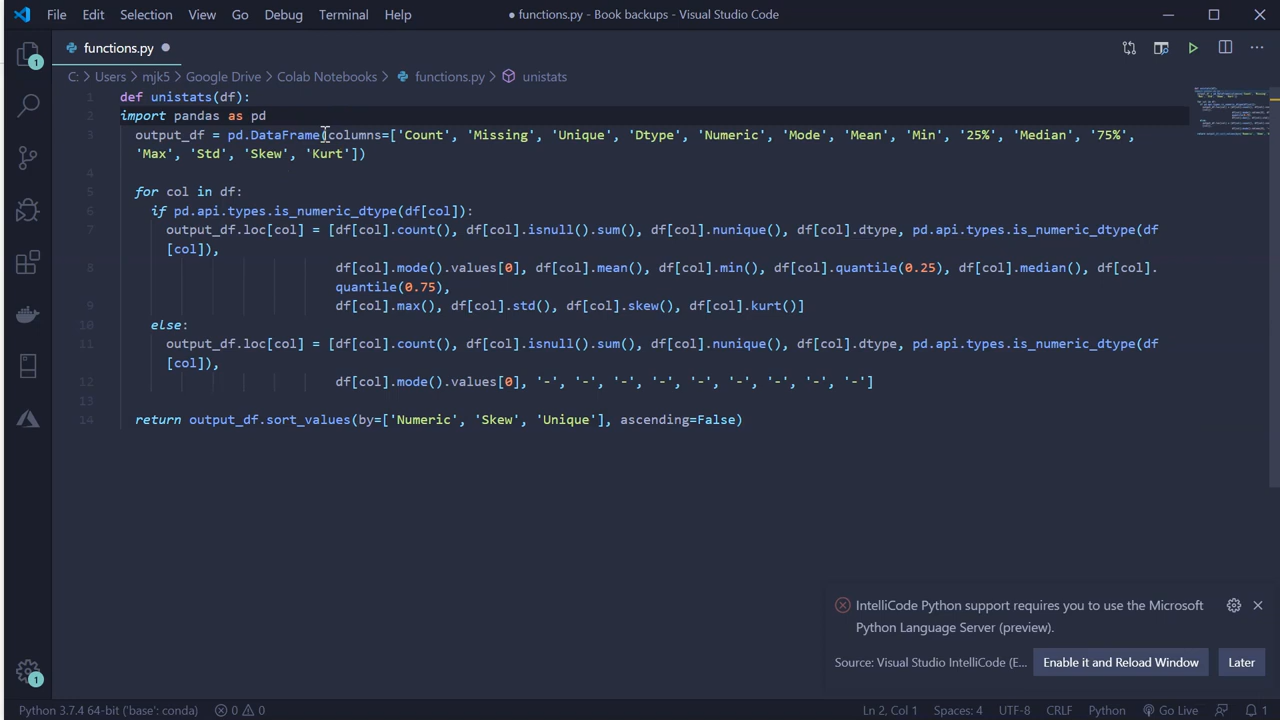 File Edit Selection View Go Debug Terminal Help ● functions.py - Book backups - Visual Studio Code
functions.py ●
C: > Users > mjk5 > Google Drive > Colab Notebooks > functions.py > unistats
1 def unistats(df):
2 import pandas as pd
3 output_df = pd.DataFrame(columns=['Count', 'Missing', 'Unique', 'Dtype', 'Numeric', 'Mode', 'Mean', 'Min', '25%', 'Median', '75%',
'Max', 'Std', 'Skew', 'Kurt'])
4
5 for col in df:
6 if pd.api.types.is_numeric_dtype(df[col]):
7 output_df.loc[col] = [df[col].count(), df[col].isnull().sum(), df[col].nunique(), df[col].dtype, pd.api.types.is_numeric_dtype(df
[col]),
8 df[col].mode().values[0], df[col].mean(), df[col].min(), df[col].quantile(0.25), df[col].median(), df[col].
quantile(0.75),
9 df[col].max(), df[col].std(), df[col].skew(), df[col].kurt()]
10 else:
11 output_df.loc[col] = [df[col].count(), df[col].isnull().sum(), df[col].nunique(), df[col].dtype, pd.api.types.is_numeric_dtype(df
[col]),
12 df[col].mode().values[0], '-', '-', '-', '-', '-', '-', '-', '-', '-']
13
14 return output_df.sort_values(by=['Numeric', 'Skew', 'Unique'], ascending=False)
1
IntelliCode Python support requires you to use the Microsoft
Python Language Server (preview).
Source: Visual Studio IntelliCode (E... Enable it and Reload Window Later
1
Python 3.7.4 64-bit ('base': conda) 0 0 Ln 2, Col 1 Spaces: 4 UTF-8 CRLF Python Go Live 1